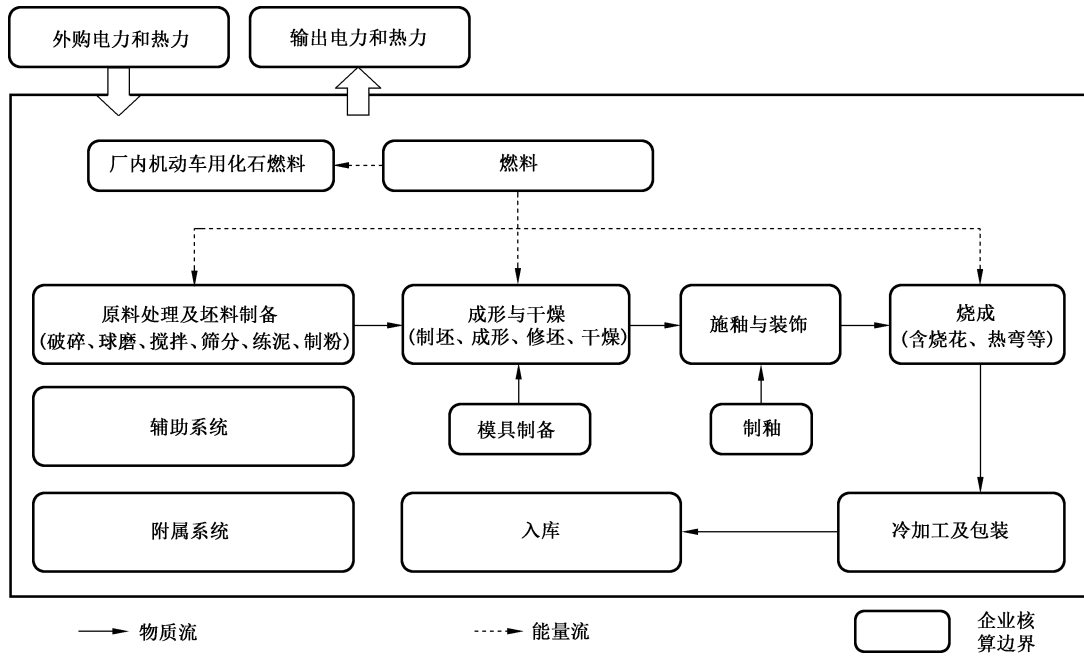 外购电力和热力
输出电力和热力
厂内机动车用化石燃料
燃料
原料处理及坯料制备
(破碎、球磨、搅拌、筛分、练泥、制粉)
成形与干燥
(制坯、成形、修坯、干燥)
施釉与装饰
烧成
(含烧花、热弯等)
辅助系统
模具制备
制釉
附属系统
入库
冷加工及包装
物质流
能量流
企业核
算边界